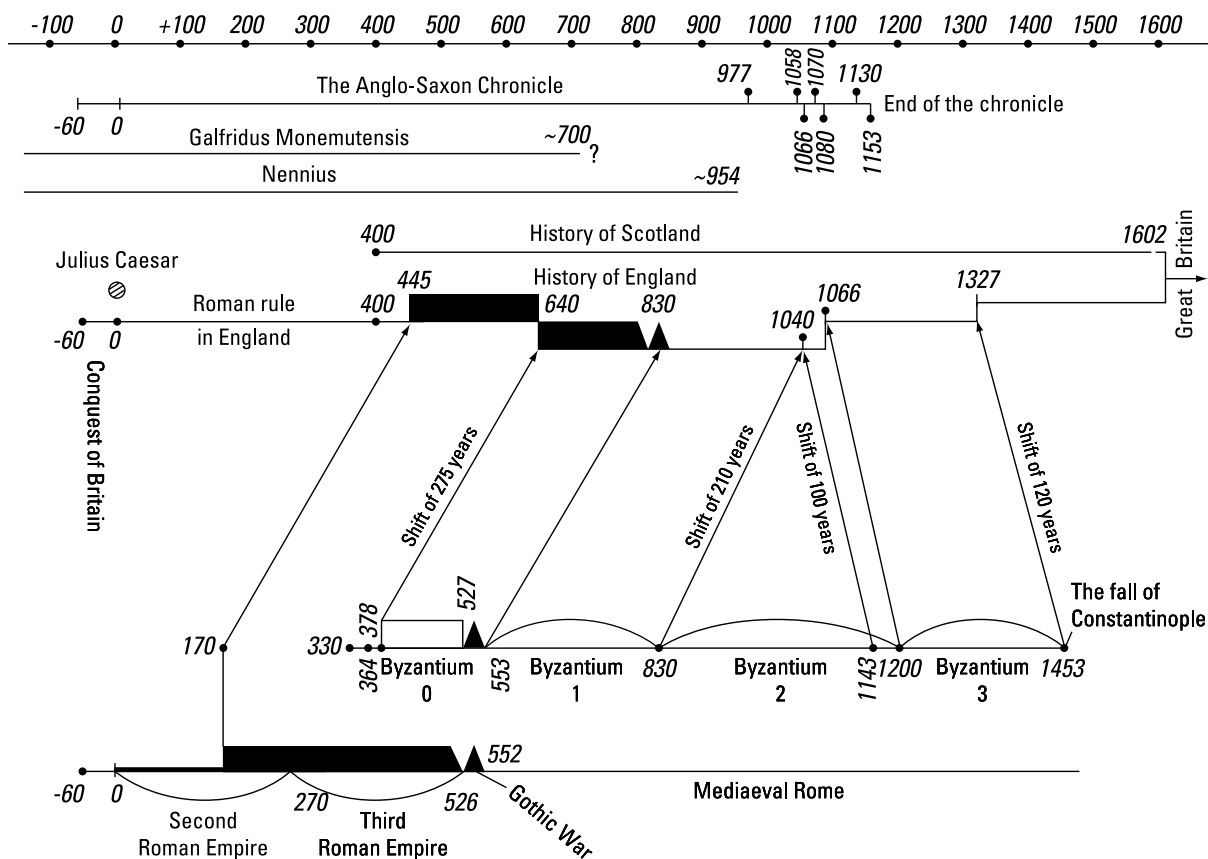 -100 0 +100 200 300 400 500 600 700 800 900 1000 1100 1200 1300 1400 1500 1600
977 1058 1070 1130
The Anglo-Saxon Chronicle
End of the chronicle
-60 0
1066 1080 1153
Galfridus Monemutensis ~700 ?
Nennius ~954
400 History of Scotland 1602
Great Britain
Julius Caesar
445 History of England 1327
640 830 1066
Roman rule 400
in England
1040
-60 0
Conquest of Britain
Shift of 275 years
Shift of 210 years
Shift of 100 years
Shift of 120 years
527
The fall of
Constantinople
378
170 330
364
Byzantium
0
553
Byzantium
1
830
Byzantium
2
1143
1200
Byzantium
3
1453
552
-60 0 270 526
Gothic War
Mediaeval Rome
Second
Roman Empire
Third
Roman Empire